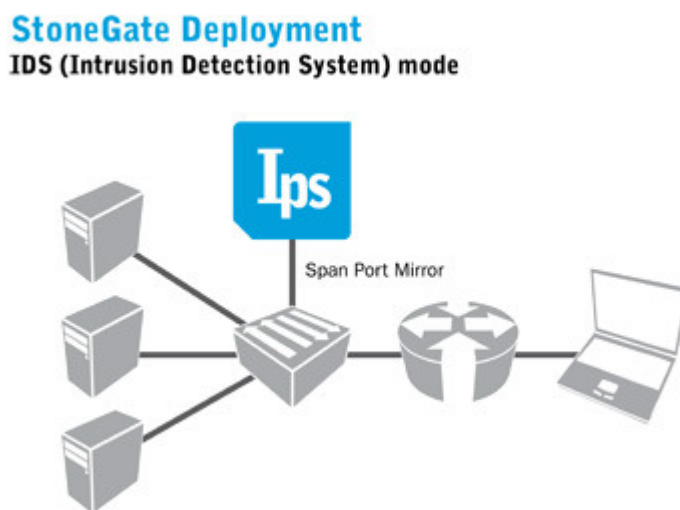 StoneGate Deployment
IDS (Intrusion Detection System) mode
Ips
Span Port Mirror